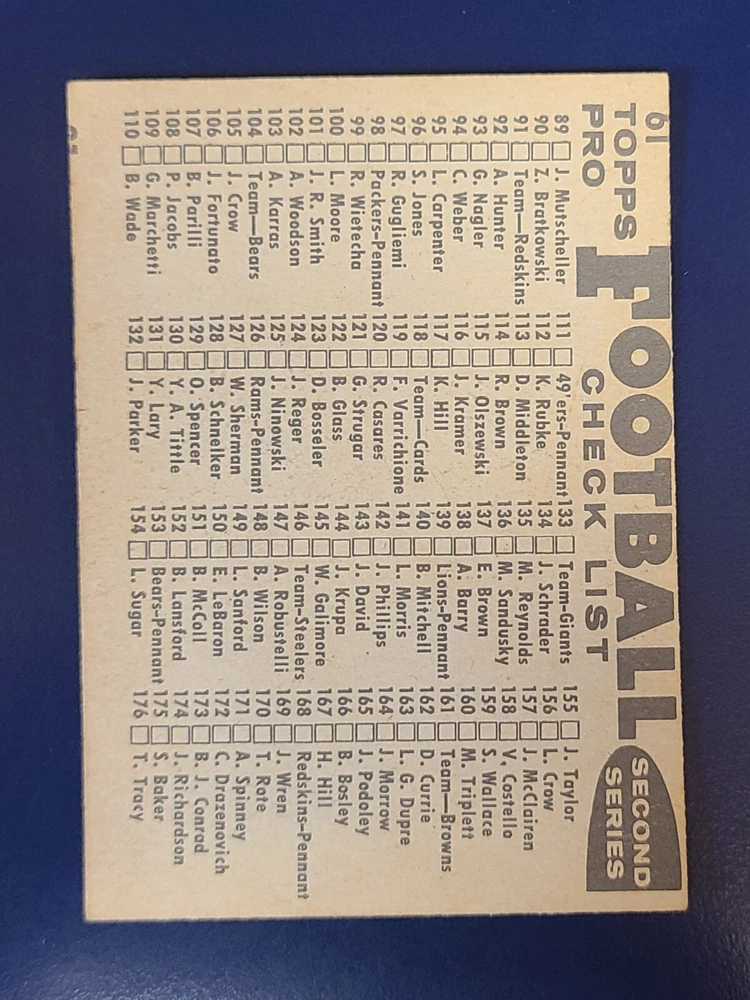 61
TOPPS
PRO
FOOTBALL
CHECK LIST
SECOND
SERIES
89 J. Mutscheller
90 Z. Bratkowski
91 Team—Redskins
92 A. Hunter
93 G. Nagler
94 C. Weber
95 L. Carpenter
96 S. Jones
97 R. Gugliemi
98 Packers-Pennant
99 R. Wietecha
100 L. Moore
101 J. R. Smith
102 A. Woodson
103 A. Karras
104 Team—Bears
105 J. Crow
106 J. Fortunato
107 B. Parilli
108 P. Jacobs
109 G. Marchetti
110 B. Wade
111 49'ers-Pennant
112 K. Rubke
113 D. Middleton
114 R. Brown
115 J. Olszewski
116 J. Kramer
117 K. Hill
118 Team—Cards
119 F. Varrichione
120 R. Casares
121 G. Strugar
122 B. Glass
123 D. Bosseler
124 J. Reger
125 J. Ninowski
126 Rams-Pennant
127 W. Sherman
128 B. Schnelker
129 O. Spencer
130 Y. A. Tittle
131 Y. Lary
132 J. Parker
133 Team-Giants
134 J. Schrader
135 M. Reynolds
136 M. Sandusky
137 E. Brown
138 A. Barry
139 Lions-Pennant
140 B. Mitchell
141 L. Morris
142 J. Phillips
143 J. David
144 J. Krupa
145 W. Galimore
146 Team-Steelers
147 A. Robustelli
148 B. Wilson
149 L. Sanford
150 E. LeBaron
151 B. McColl
152 B. Lansford
153 Bears-Pennant
154 L. Sugar
155 J. Taylor
156 L. Crow
157 J. McClairen
158 V. Costello
159 S. Wallace
160 M. Triplett
161 Team—Browns
162 D. Currie
163 L. G. Dupre
164 J. Morrow
165 J. Podoley
166 B. Bosley
167 H. Hill
168 Redskins-Pennant
169 J. Wren
170 T. Rote
171 A. Spinney
172 C. Drazenovich
173 B. J. Conrad
174 J. Richardson
175 S. Baker
176 T. Tracy